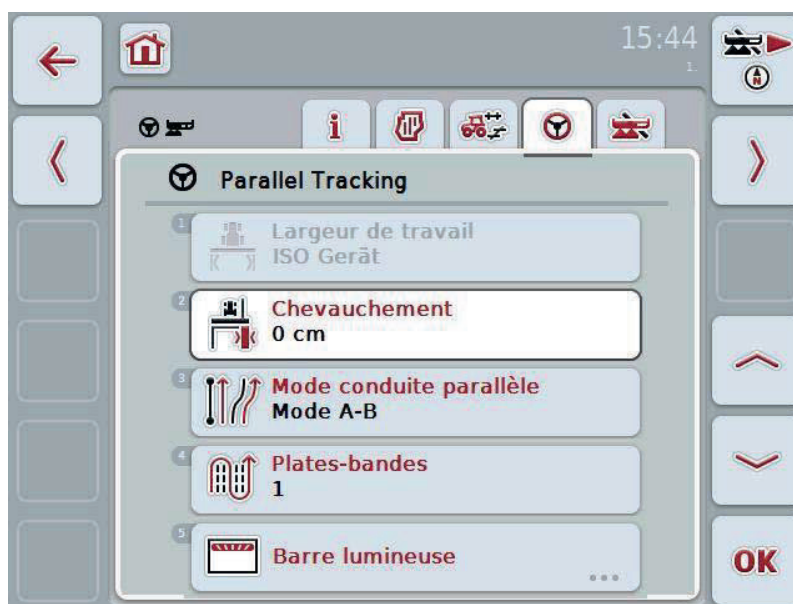 15:44
1..
i
Parallel Tracking
1
Largeur de travail
ISO Gerät
2
Chevauchement
0 cm
3
Mode conduite parallèle
Mode A-B
4
Plates-bandes
1
5
Barre lumineuse
...
OK